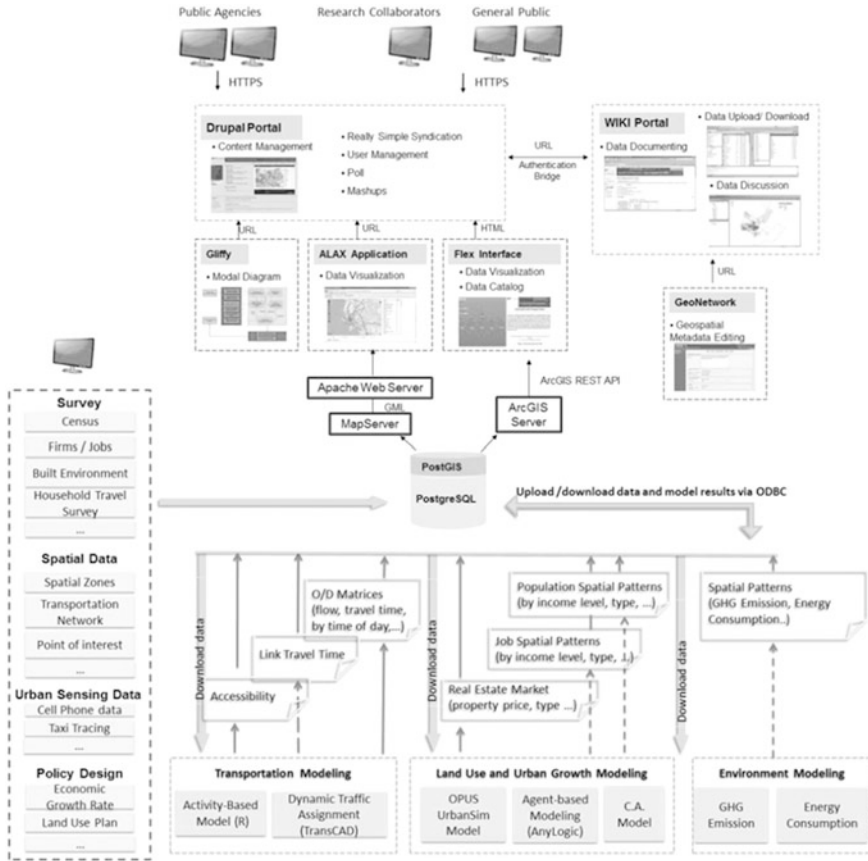 Public Agencies
Research Collaborators
General Public
HTTPS
HTTPS
Drupal Portal
• Content Management
• Really Simple Syndication
• User Management
• Poll
• Mashups
URL
Authentication
Bridge
WIKI Portal
• Data Documenting
• Data Upload/ Download
• Data Discussion
URL
URL
HTML
URL
Gliffy
• Modal Diagram
ALAX Application
• Data Visualization
Flex Interface
• Data Visualization
• Data Catalog
GeoNetwork
• Geospatial
Metadata Editing
Apache Web Server
GML
MapServer
ArcGIS REST API
ArcGIS
Server
PostGIS
PostgreSQL
Upload /download data and model results via ODBC
Survey
Census
Firms / Jobs
Built Environment
Household Travel
Survey
...
Spatial Data
Spatial Zones
Transportation
Network
Point of interest
...
Urban Sensing Data
Cell Phone data
Taxi Tracing
...
Policy Design
Economic
Growth Rate
Land Use Plan
...
Download data
Accessibility
Link Travel Time
O/D Matrices
(flow, travel time,
by time of day,...)
Download data
Real Estate Market
(property price, type ...)
Job Spatial Patterns
(by income level, type, ..)
Population Spatial Patterns
(by income level, type, ...)
Download data
Spatial Patterns
(GHG Emission, Energy
Consumption..)
Transportation Modeling
Activity-Based
Model (R)
Dynamic Traffic
Assignment
(TransCAD)
Land Use and Urban Growth Modeling
OPUS
UrbanSim
Model
Agent-based
Modeling
(AnyLogic)
C.A.
Model
Environment Modeling
GHG
Emission
Energy
Consumption